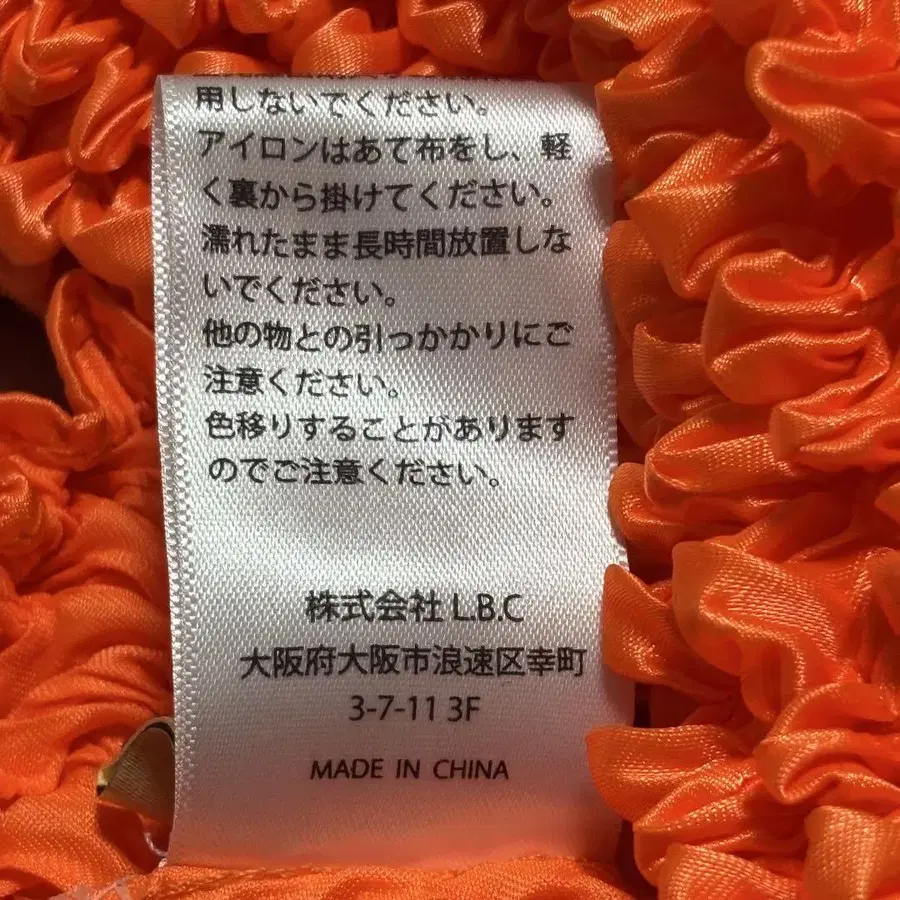 用しないでください。
アイロンはあて布をし、軽
く裏から掛けてください。
濡れたまま長時間放置しな
いでください。
他の物との引っかかりにご
注意ください。
色移りすることがあります
のでご注意ください。
株式会社 L.B.C
大阪府大阪市浪速区幸町
3-7-11 3F
MADE IN CHINA